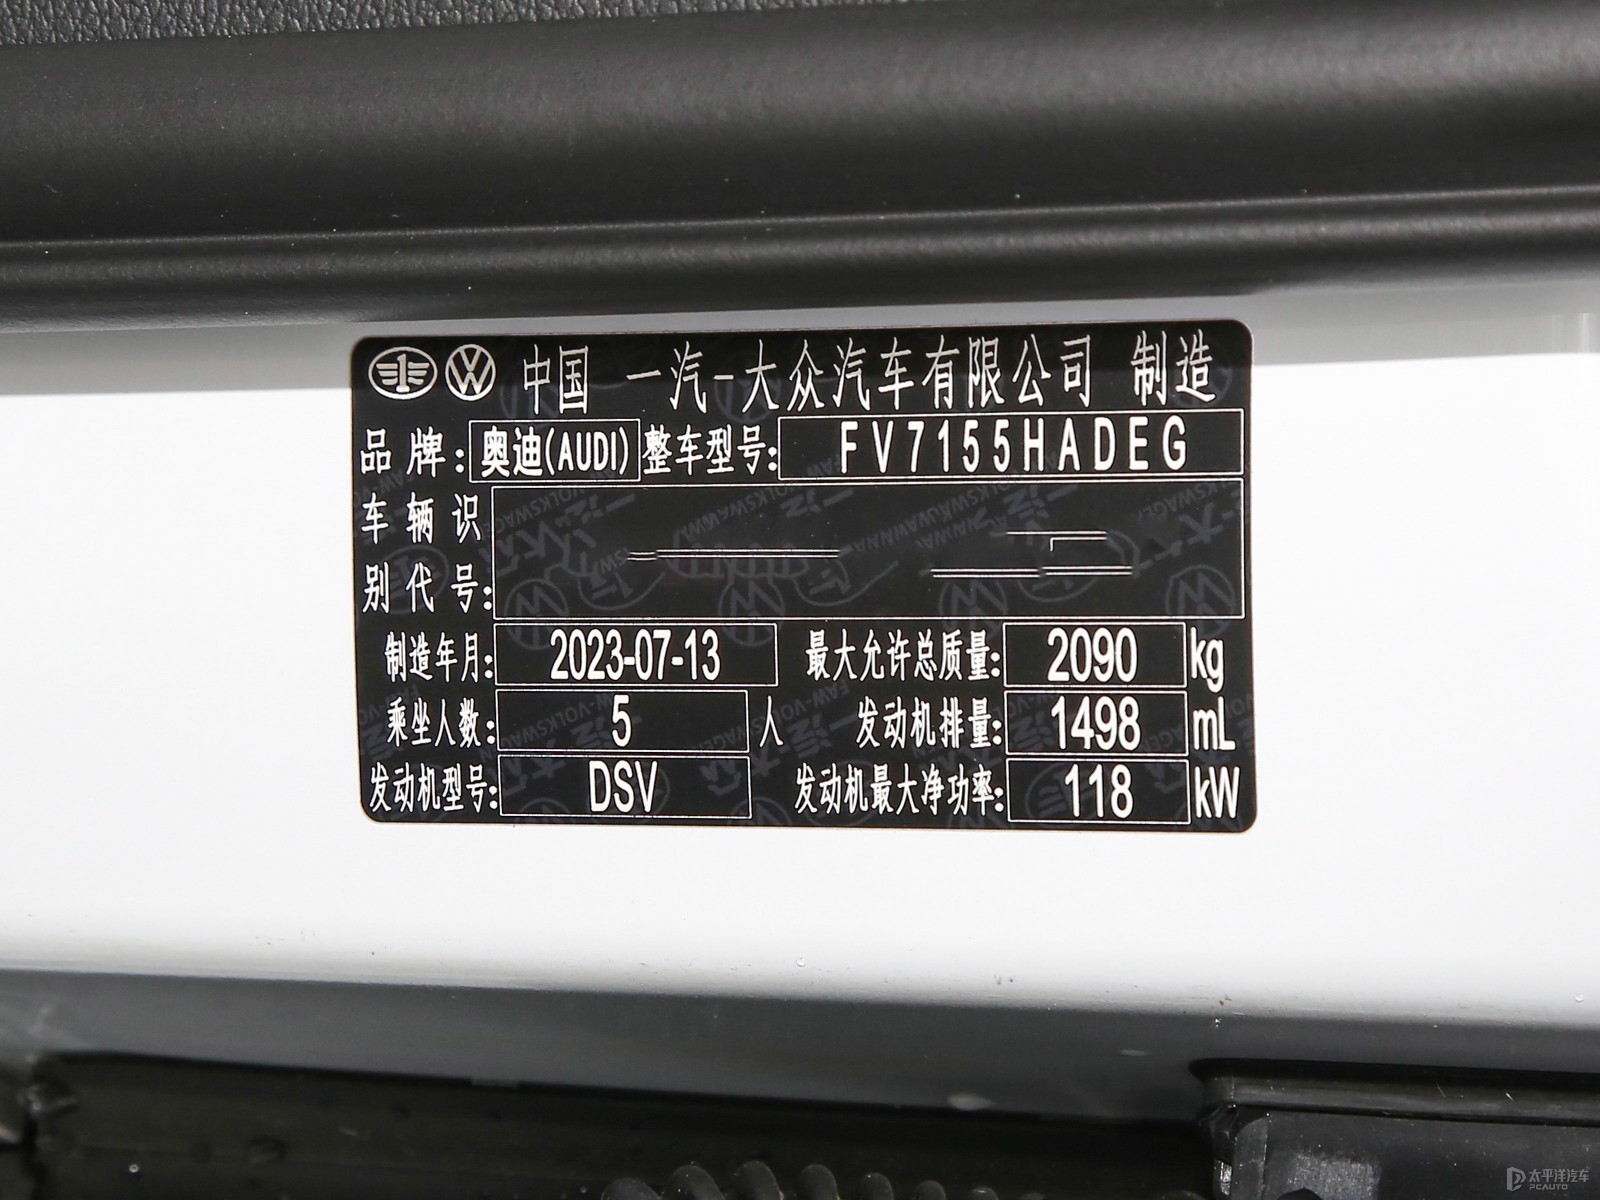 中国 一汽-大众汽车有限公司 制造
品牌: 奥迪(AUDI) 整车型号: FV7155HADEG
车辆识
别代号:
制造年月: 2023-07-13 最大允许总质量: 2090 kg
乘坐人数: 5 人 发动机排量: 1498 mL
发动机型号: DSV 发动机最大净功率: 118 kW
太平洋汽车
PCAUTO